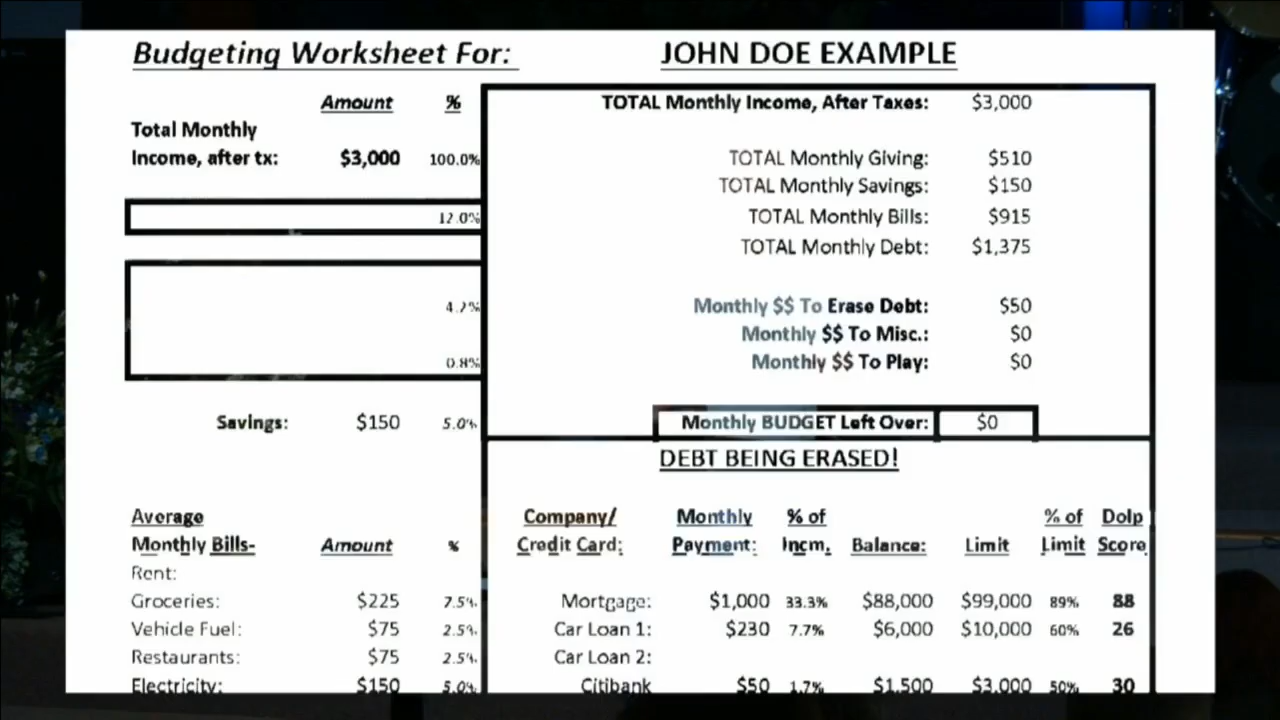 Budgeting Worksheet For: JOHN DOE EXAMPLE
Amount %
Total Monthly
Income, after tx: $3,000 100.0%
12.0%
4.2%
0.8%
Savings: $150 5.0%
Average
Monthly Bills- Amount %
Rent:
Groceries: $225 7.5%
Vehicle Fuel: $75 2.5%
Restaurants: $75 2.5%
Electricity: $150 5.0%
TOTAL Monthly Income, After Taxes: $3,000
TOTAL Monthly Giving: $510
TOTAL Monthly Savings: $150
TOTAL Monthly Bills: $915
TOTAL Monthly Debt: $1,375
Monthly $$ To Erase Debt: $50
Monthly $$ To Misc.: $0
Monthly $$ To Play: $0
Monthly BUDGET Left Over: $0
DEBT BEING ERASED!
Company/ Monthly % of % of Dolp
Credit Card: Payment: Incm. Balance: Limit Limit Score
Mortgage: $1,000 33.3% $88,000 $99,000 89% 88
Car Loan 1: $230 7.7% $6,000 $10,000 60% 26
Car Loan 2:
Citibank $50 1.7% $1,500 $3,000 50% 30